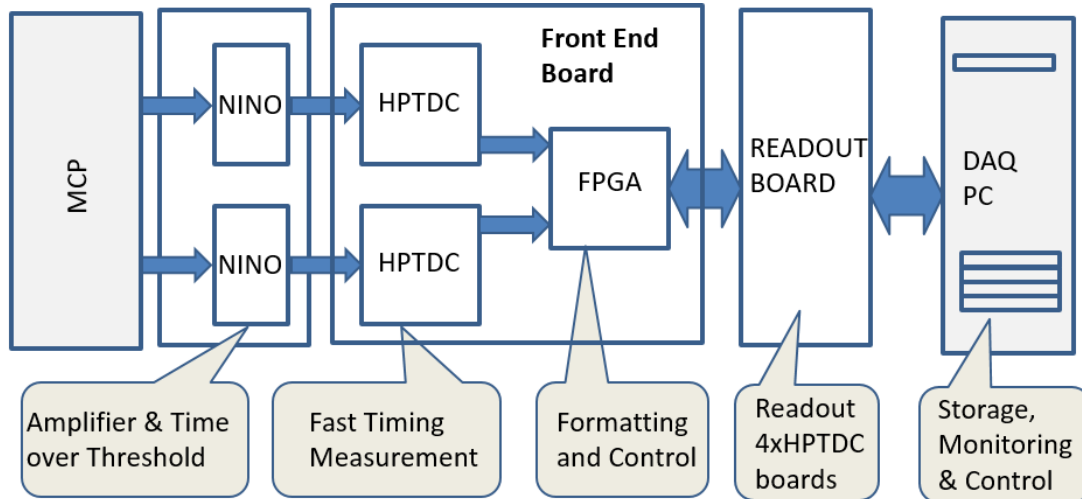 MCP
NINO
NINO
HPTDC
HPTDC
Front End
Board
FPGA
READOUT
BOARD
DAQ
PC
Amplifier & Time
over Threshold
Fast Timing
Measurement
Formatting
and Control
Readout
4xHPTDC
boards
Storage,
Monitoring
& Control